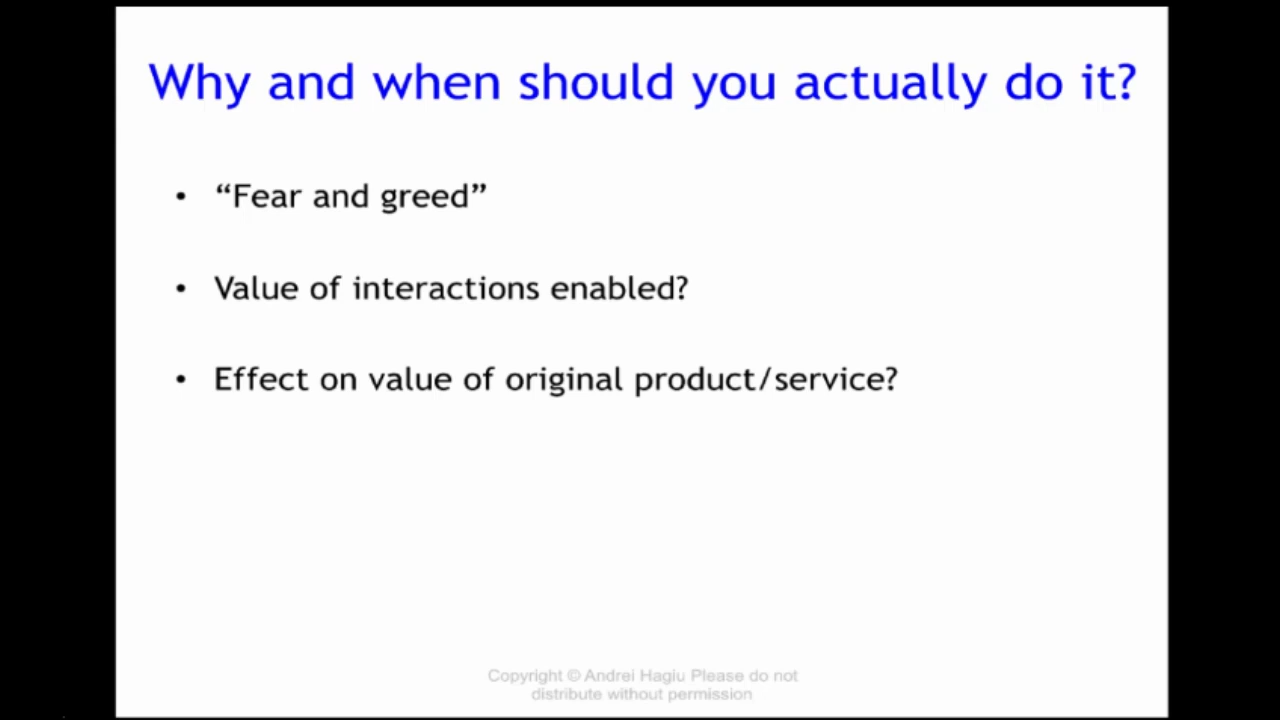 Why and when should you actually do it?
• “Fear and greed”
• Value of interactions enabled?
• Effect on value of original product/service?
Copyright © Andrei Hagiu Please do not
distribute without permission